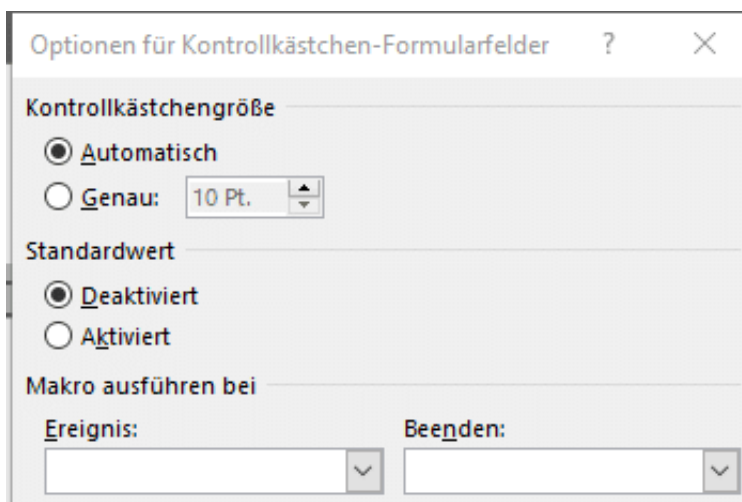 Optionen für Kontrollkästchen-Formularfelder ?
Kontrollkästchengröße
Automatisch
Genau: 10 Pt.
Standardwert
Deaktiviert
Aktiviert
Makro ausführen bei
Ereignis: Beenden: